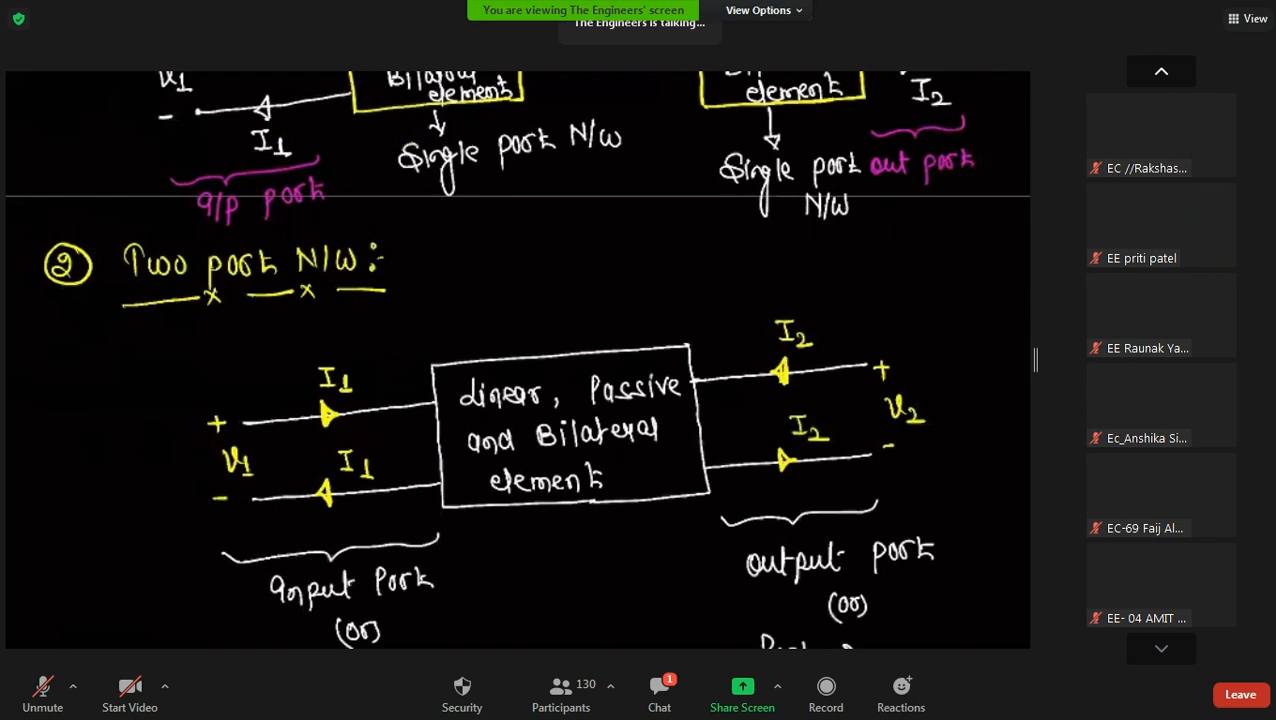 You are viewing The Engineers' screen
View Options
The Engineers is talking...
View
V1
-
I1
Bilateral
element
Single port N/W
i/p port
element
I2
Single port
N/W
out port
② Two port N/W:-
I1
+
V1
-
I1
Linear, Passive
and Bilateral
element
I2
+
V2
-
I2
Input Port
(or)
output port
(or)
EC //Rakshas...
EE priti patel
EE Raunak Ya...
Ec_Anshika Si...
EC-69 Faij Al...
EE- 04 AMIT ...
Unmute
Start Video
Security
130
Participants
1
Chat
Share Screen
Record
Reactions
Leave